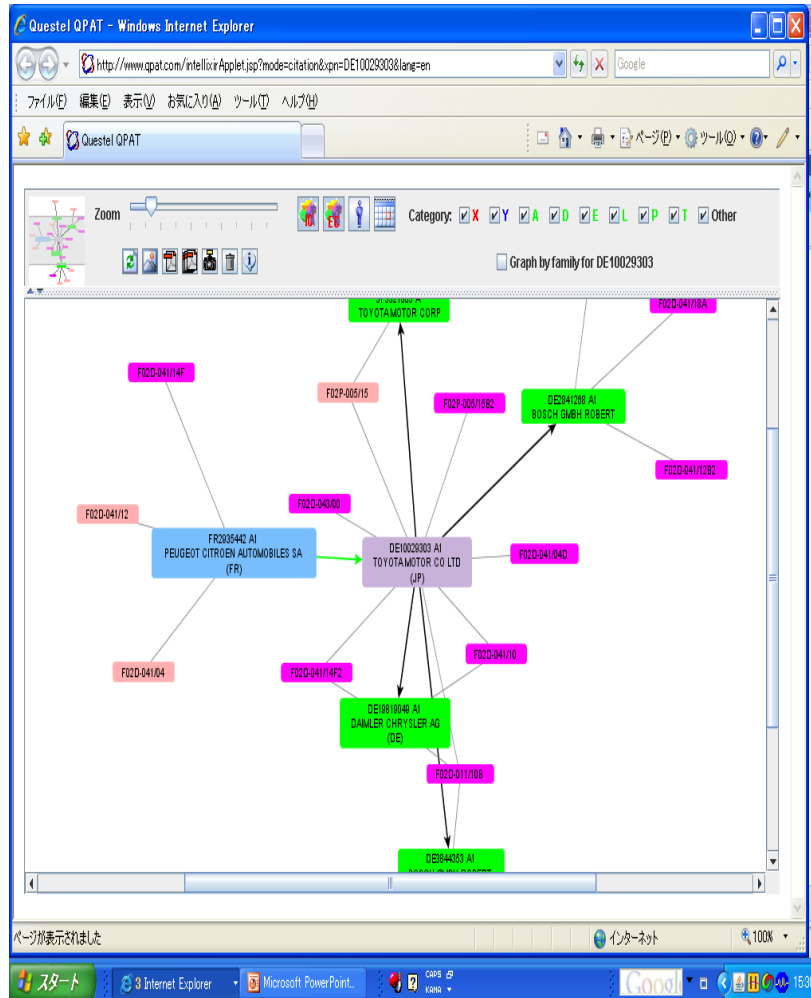 Questel QPAT - Windows Internet Explorer
http://www.qpat.com/intellixirApplet.jsp?mode=citation&xpn=DE10029303&lang=en
Google
ファイル(F) 編集(E) 表示(V) お気に入り(A) ツール(T) ヘルプ(H)
Questel QPAT
ページ(P) ツール(O)
Zoom
Category: X Y A D E L P T Other
Graph by family for DE10029303
TOYOTAMOTOR CORP
F02D-041/18A
F02D-041/14F
F02P-005/15
F02P-005/15B2
DE2841268 A1
BOSCH GMBH ROBERT
F02D-041/12B2
F02D-043/00
F02D-041/12
FR2935442 A1
PEUGEOT CITROEN AUTOMOBILES SA
(FR)
DE10029303 A1
TOYOTAMOTOR CO LTD
(JP)
F02D-041/04D
F02D-041/10
F02D-041/04
F02D-041/14F2
DE19819049 A1
DAIMLER CHRYSLER AG
(DE)
F02D-011/10B
DE3844353 A1
BOSCH GMBH ROBERT
ページが表示されました
インターネット
100%
スタート
3 Internet Explorer
Microsoft PowerPoint..
CAPS
KANA
Googl